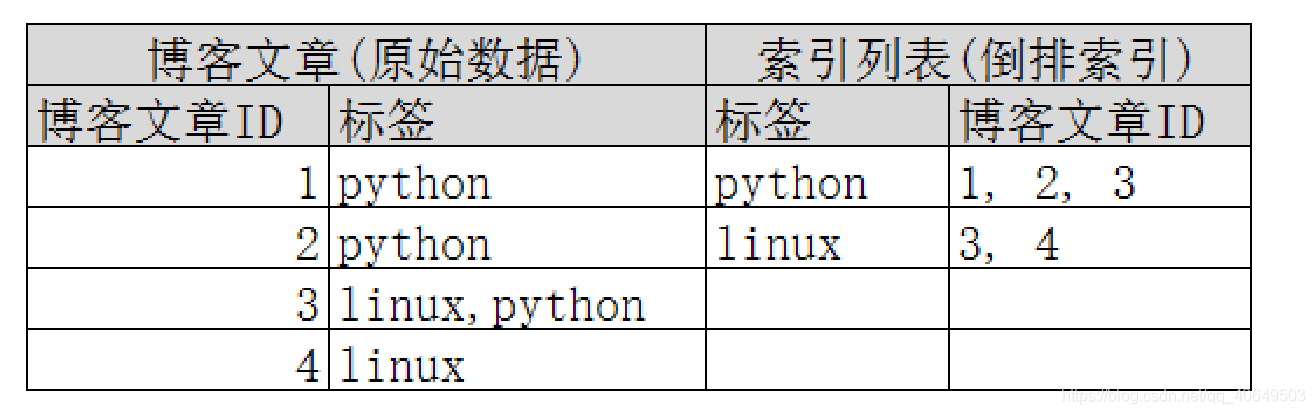 博客文章(原始数据) 索引列表(倒排索引)
博客文章ID 标签 标签 博客文章ID
1 python python 1, 2, 3
2 python linux 3, 4
3 linux,python
4 linux
https://blog.csdn.net/qq_40649503